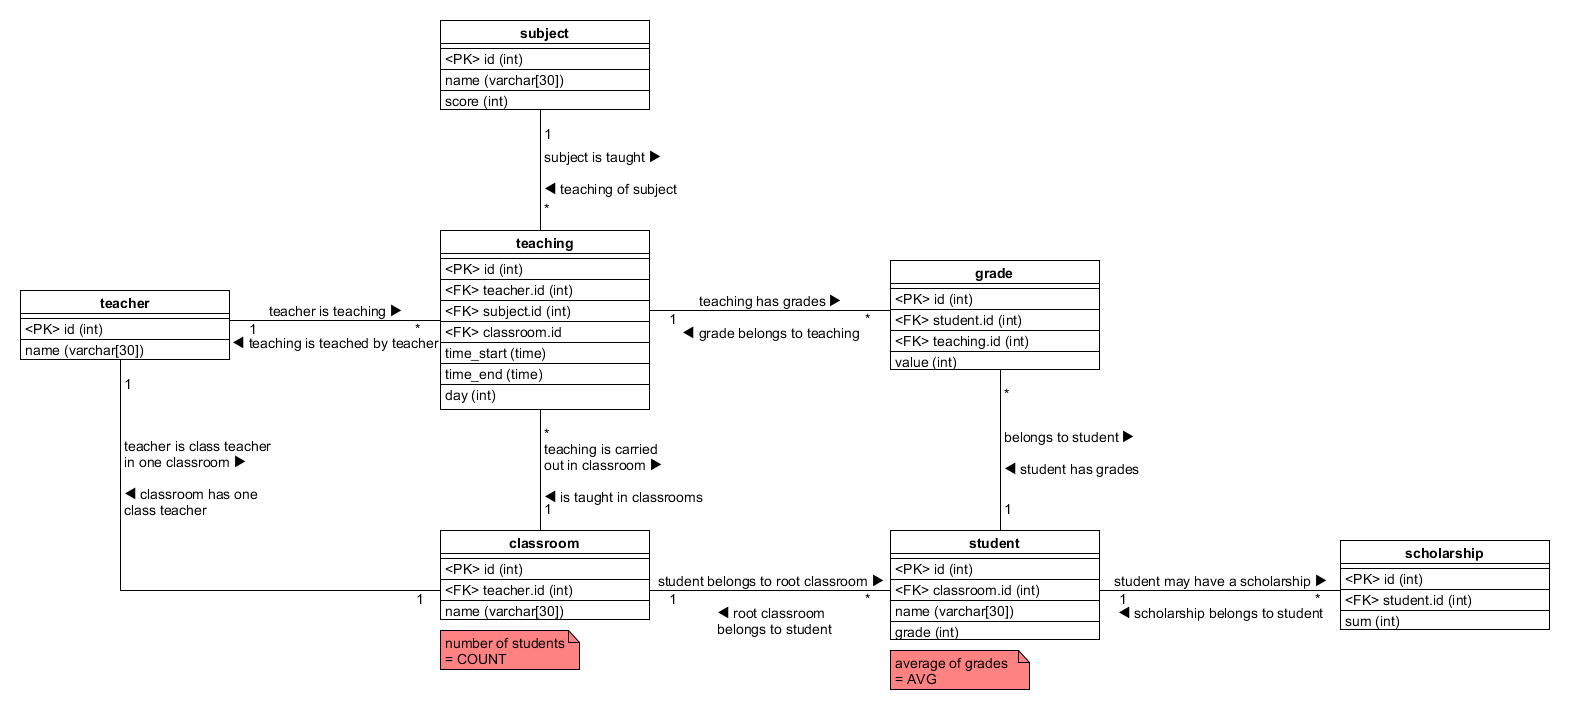 subject
<PK> id (int)
name (varchar[30])
score (int)
1
subject is taught ▶
◀ teaching of subject
*
teaching
<PK> id (int)
<FK> teacher.id (int)
<FK> subject.id (int)
<FK> classroom.id
time_start (time)
time_end (time)
day (int)
teacher
<PK> id (int)
name (varchar[30])
teacher is teaching ▶
1 *
◀ teaching is teached by teacher
teaching has grades ▶
1 *
◀ grade belongs to teaching
grade
<PK> id (int)
<FK> student.id (int)
<FK> teaching.id (int)
value (int)
1
teacher is class teacher
in one classroom ▶
◀ classroom has one
class teacher
1
*
teaching is carried
out in classroom ▶
◀ is taught in classrooms
1
*
belongs to student ▶
◀ student has grades
1
classroom
<PK> id (int)
<FK> teacher.id (int)
name (varchar[30])
number of students
= COUNT
student belongs to root classroom ▶
1 *
◀ root classroom
belongs to student
student
<PK> id (int)
<FK> classroom.id (int)
name (varchar[30])
grade (int)
average of grades
= AVG
student may have a scholarship ▶
1 *
◀ scholarship belongs to student
scholarship
<PK> id (int)
<FK> student.id (int)
sum (int)